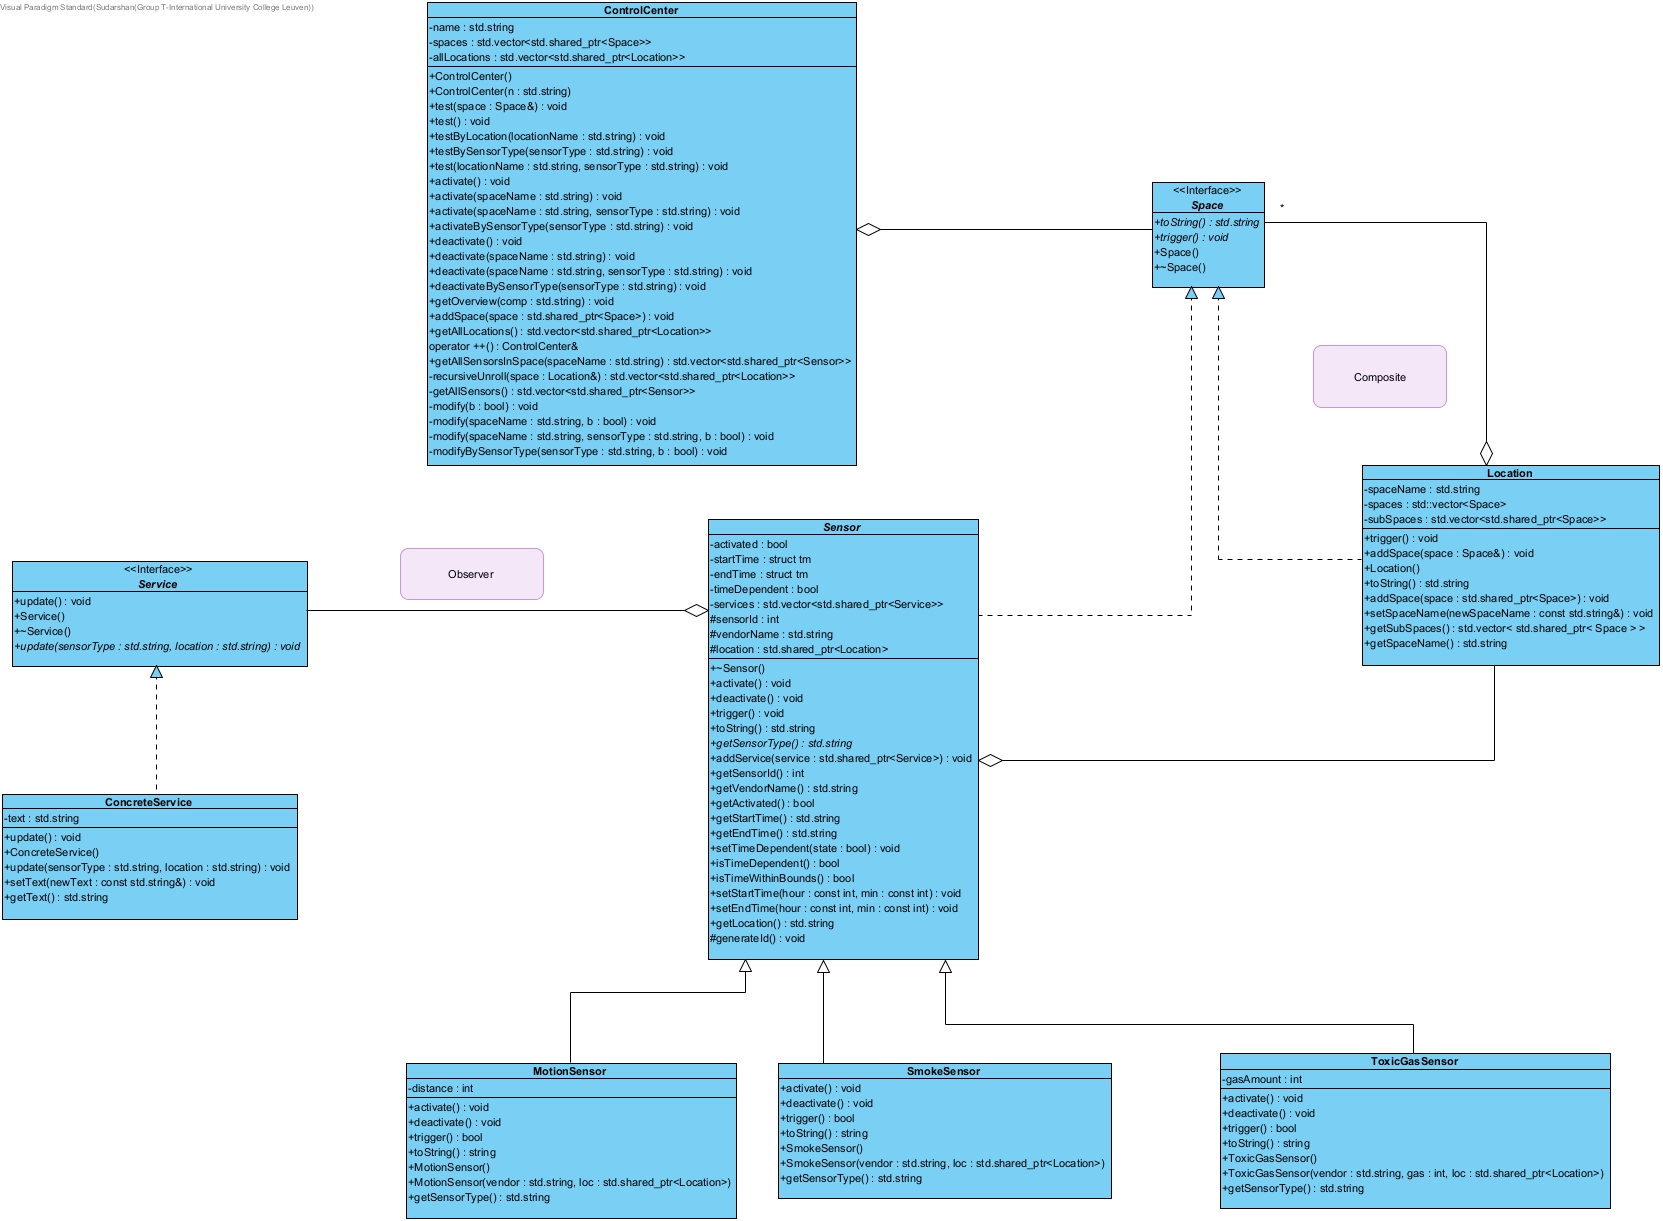 Visual Paradigm Standard(Sudarshan(Group T-International University College Leuven))
ControlCenter
-name : std.string
-spaces : std.vector<std.shared_ptr<Space>>
-allLocations : std.vector<std.shared_ptr<Location>>
+ControlCenter()
+ControlCenter(n : std.string)
+test(space : Space&) : void
+test() : void
+testByLocation(locationName : std.string) : void
+testBySensorType(sensorType : std.string) : void
+test(locationName : std.string, sensorType : std.string) : void
+activate() : void
+activate(spaceName : std.string) : void
+activate(spaceName : std.string, sensorType : std.string) : void
+activateBySensorType(sensorType : std.string) : void
+deactivate() : void
+deactivate(spaceName : std.string) : void
+deactivate(spaceName : std.string, sensorType : std.string) : void
+deactivateBySensorType(sensorType : std.string) : void
+getOverview(comp : std.string) : void
+addSpace(space : std.shared_ptr<Space>) : void
+getAllLocations() : std.vector<std.shared_ptr<Location>>
operator ++() : ControlCenter&
+getAllSensorsInSpace(spaceName : std.string) : std.vector<std.shared_ptr<Sensor>>
-recursiveUnroll(space : Location&) : std.vector<std.shared_ptr<Location>>
-getAllSensors() : std.vector<std.shared_ptr<Sensor>>
-modify(b : bool) : void
-modify(spaceName : std.string, b : bool) : void
-modify(spaceName : std.string, sensorType : std.string, b : bool) : void
-modifyBySensorType(sensorType : std.string, b : bool) : void
<<Interface>>
Space
+toString() : std.string
+trigger() : void
+Space()
+~Space()
*
Composite
Location
-spaceName : std.string
-spaces : std::vector<Space>
-subSpaces : std.vector<std.shared_ptr<Space>>
+trigger() : void
+addSpace(space : Space&) : void
+Location()
+toString() : std.string
+addSpace(space : std.shared_ptr<Space>) : void
+setSpaceName(newSpaceName : const std.string&) : void
+getSubSpaces() : std.vector< std.shared_ptr< Space > >
+getSpaceName() : std.string
<<Interface>>
Service
+update() : void
+Service()
+~Service()
+update(sensorType : std.string, location : std.string) : void
Observer
Sensor
-activated : bool
-startTime : struct tm
-endTime : struct tm
-timeDependent : bool
-services : std.vector<std.shared_ptr<Service>>
#sensorId : int
#vendorName : std.string
#location : std.shared_ptr<Location>
+~Sensor()
+activate() : void
+deactivate() : void
+trigger() : void
+toString() : std.string
+getSensorType() : std.string
+addService(service : std.shared_ptr<Service>) : void
+getSensorId() : int
+getVendorName() : std.string
+getActivated() : bool
+getStartTime() : std.string
+getEndTime() : std.string
+setTimeDependent(state : bool) : void
+isTimeDependent() : bool
+isTimeWithinBounds() : bool
+setStartTime(hour : const int, min : const int) : void
+setEndTime(hour : const int, min : const int) : void
+getLocation() : std.string
#generateId() : void
ConcreteService
-text : std.string
+update() : void
+ConcreteService()
+update(sensorType : std.string, location : std.string) : void
+setText(newText : const std.string&) : void
+getText() : std.string
MotionSensor
-distance : int
+activate() : void
+deactivate() : void
+trigger() : bool
+toString() : string
+MotionSensor()
+MotionSensor(vendor : std.string, loc : std.shared_ptr<Location>)
+getSensorType() : std.string
SmokeSensor
+activate() : void
+deactivate() : void
+trigger() : bool
+toString() : string
+SmokeSensor()
+SmokeSensor(vendor : std.string, loc : std.shared_ptr<Location>)
+getSensorType() : std.string
ToxicGasSensor
-gasAmount : int
+activate() : void
+deactivate() : void
+trigger() : bool
+toString() : string
+ToxicGasSensor()
+ToxicGasSensor(vendor : std.string, gas : int, loc : std.shared_ptr<Location>)
+getSensorType() : std.string